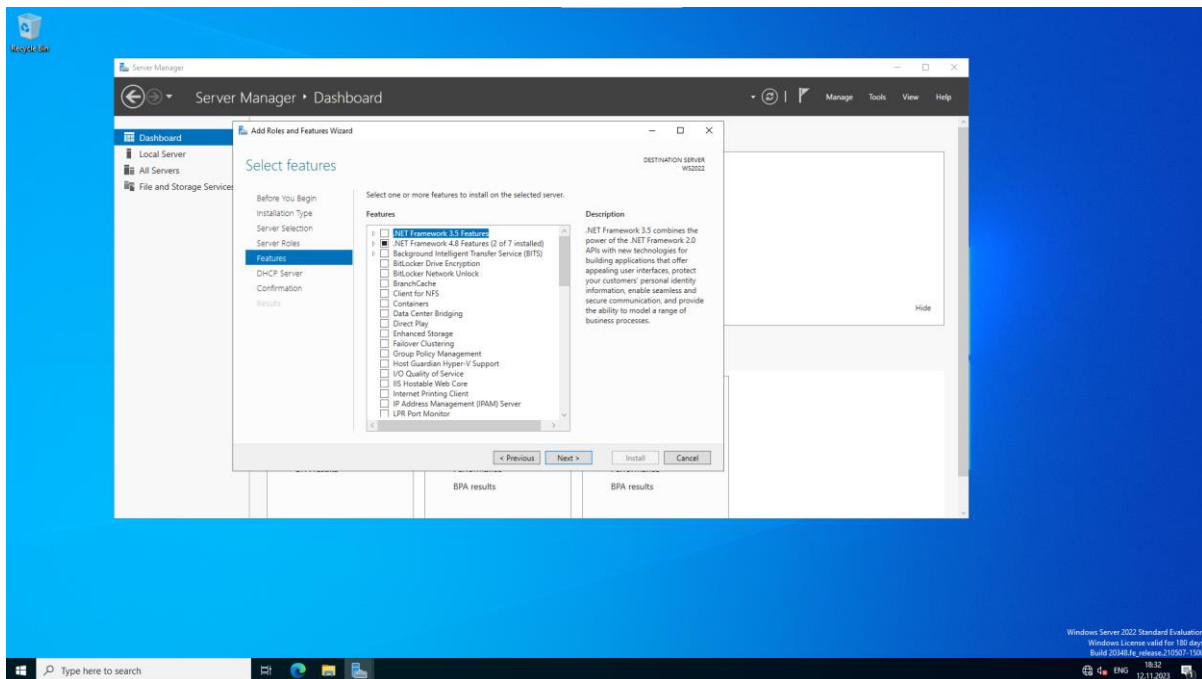 Recycle Bin
Server Manager
Server Manager • Dashboard
Manage Tools View Help
Dashboard
Local Server
All Servers
File and Storage Services
Add Roles and Features Wizard
Select features
DESTINATION SERVER
WS2022
Before You Begin
Installation Type
Server Selection
Server Roles
Features
DHCP Server
Confirmation
Results
Select one or more features to install on the selected server.
Features
.NET Framework 3.5 Features
.NET Framework 4.8 Features (2 of 7 installed)
Background Intelligent Transfer Service (BITS)
BitLocker Drive Encryption
BitLocker Network Unlock
BranchCache
Client for NFS
Containers
Data Center Bridging
Direct Play
Enhanced Storage
Failover Clustering
Group Policy Management
Host Guardian Hyper-V Support
I/O Quality of Service
IIS Hostable Web Core
Internet Printing Client
IP Address Management (IPAM) Server
LPR Port Monitor
Description
.NET Framework 3.5 combines the
power of the .NET Framework 2.0
APIs with new technologies for
building applications that offer
appealing user interfaces, protect
your customers' personal identity
information, enable seamless and
secure communication, and provide
the ability to model a range of
business processes.
Hide
< Previous Next > Install Cancel
BPA results BPA results
Windows Server 2022 Standard Evaluation
Windows License valid for 180 days
Build 20348.fe_release.210507-1500
Type here to search
ENG
18:32
12.11.2023